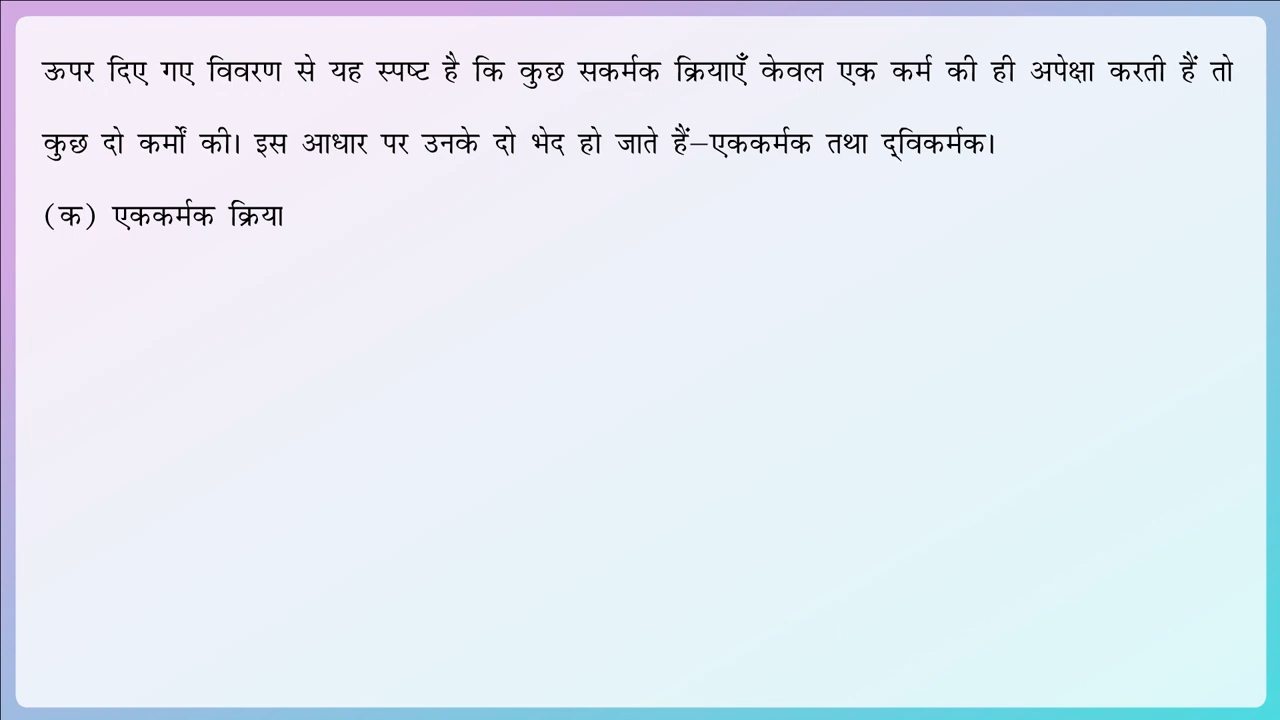 ऊपर दिए गए विवरण से यह स्पष्ट है कि कुछ सकर्मक क्रियाएँ केवल एक कर्म की ही अपेक्षा करती हैं तो
कुछ दो कर्मों की। इस आधार पर उनके दो भेद हो जाते हैं–एककर्मक तथा द्‌विकर्मक।
(क) एककर्मक क्रिया